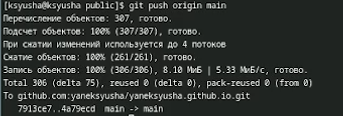 [ksyusha@ksyusha public]$ git push origin main
Перечисление объектов: 307, готово.
Подсчет объектов: 100% (307/307), готово.
При сжатии изменений используется до 4 потоков
Сжатие объектов: 100% (261/261), готово.
Запись объектов: 100% (306/306), 8.10 МиБ | 5.33 МиБ/с, готово.
Total 306 (delta 75), reused 0 (delta 0), pack-reused 0 (from 0)
To github.com:yaneksyusha/yaneksyusha.github.io.git
7913ce7..4a79ecd main -> main